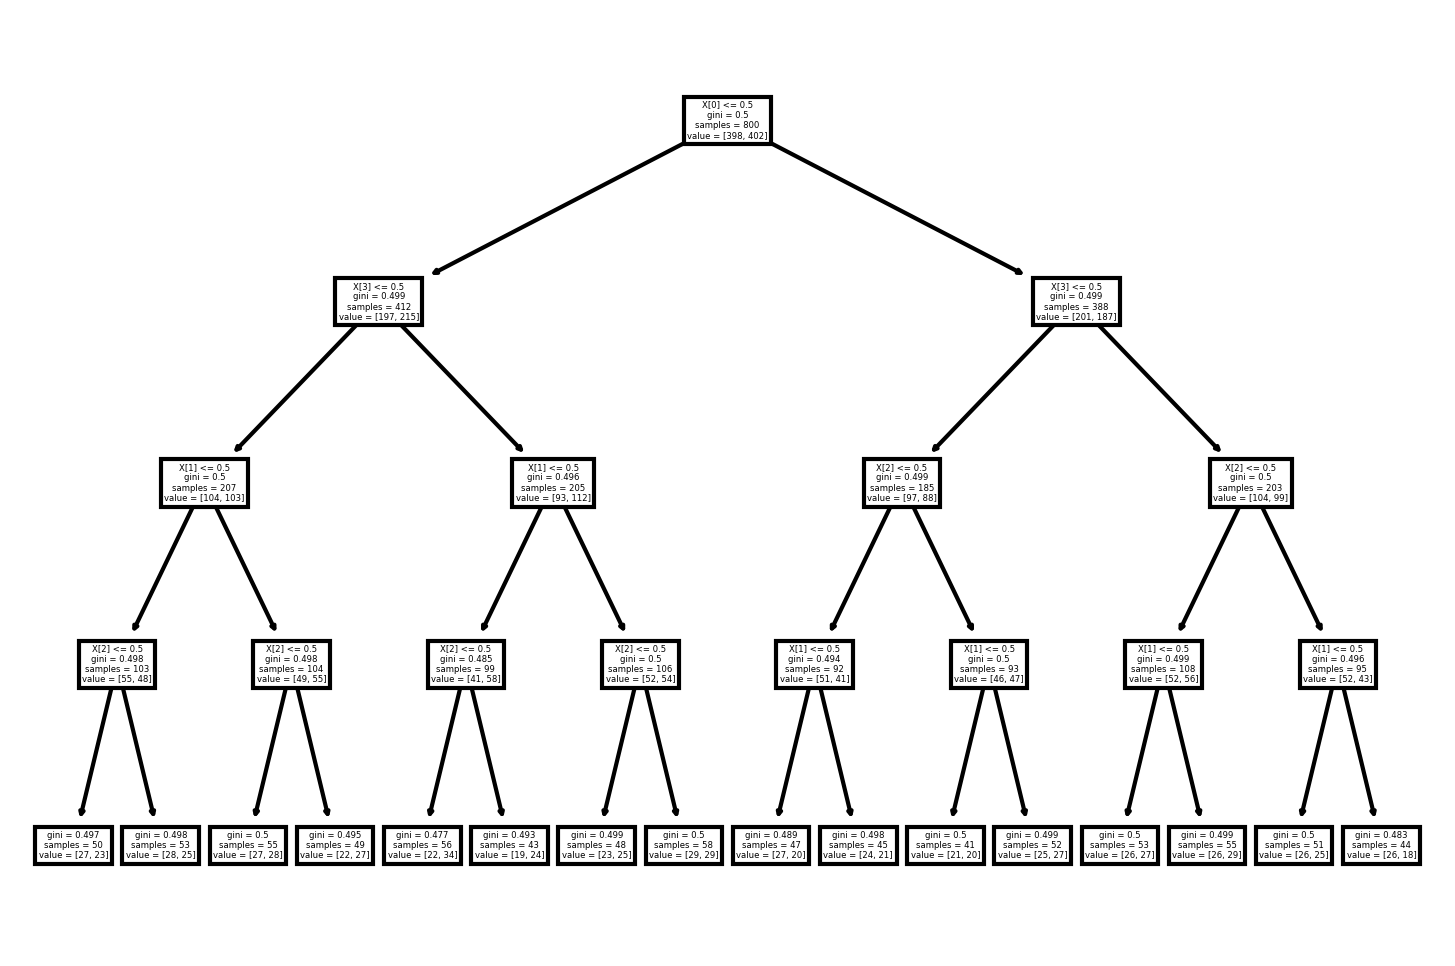 X[0] <= 0.5
gini = 0.5
samples = 800
value = [398, 402]
X[3] <= 0.5
gini = 0.499
samples = 412
value = [197, 215]
X[3] <= 0.5
gini = 0.499
samples = 388
value = [201, 187]
X[1] <= 0.5
gini = 0.5
samples = 207
value = [104, 103]
X[1] <= 0.5
gini = 0.496
samples = 205
value = [93, 112]
X[2] <= 0.5
gini = 0.499
samples = 185
value = [97, 88]
X[2] <= 0.5
gini = 0.5
samples = 203
value = [104, 99]
X[2] <= 0.5
gini = 0.498
samples = 103
value = [55, 48]
X[2] <= 0.5
gini = 0.498
samples = 104
value = [49, 55]
X[2] <= 0.5
gini = 0.485
samples = 99
value = [41, 58]
X[2] <= 0.5
gini = 0.5
samples = 106
value = [52, 54]
X[1] <= 0.5
gini = 0.494
samples = 92
value = [51, 41]
X[1] <= 0.5
gini = 0.5
samples = 93
value = [46, 47]
X[1] <= 0.5
gini = 0.499
samples = 108
value = [52, 56]
X[1] <= 0.5
gini = 0.496
samples = 95
value = [52, 43]
gini = 0.497
samples = 50
value = [27, 23]
gini = 0.498
samples = 53
value = [28, 25]
gini = 0.5
samples = 55
value = [27, 28]
gini = 0.495
samples = 49
value = [22, 27]
gini = 0.477
samples = 56
value = [22, 34]
gini = 0.493
samples = 43
value = [19, 24]
gini = 0.499
samples = 48
value = [23, 25]
gini = 0.5
samples = 58
value = [29, 29]
gini = 0.489
samples = 47
value = [27, 20]
gini = 0.498
samples = 45
value = [24, 21]
gini = 0.5
samples = 41
value = [21, 20]
gini = 0.499
samples = 52
value = [25, 27]
gini = 0.5
samples = 53
value = [26, 27]
gini = 0.499
samples = 55
value = [26, 29]
gini = 0.5
samples = 51
value = [26, 25]
gini = 0.483
samples = 44
value = [26, 18]